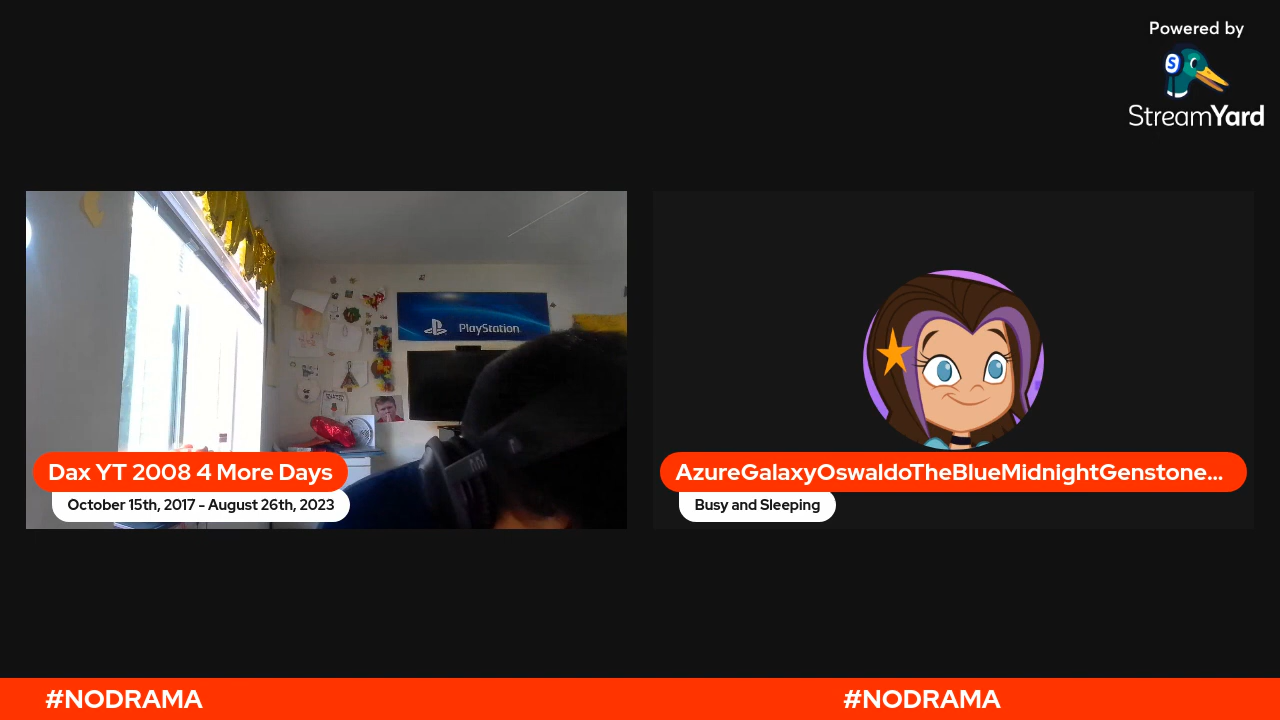 Powered by
S
StreamYard
PlayStation
Dax YT 2008 4 More Days
October 15th, 2017 - August 26th, 2023
AzureGalaxyOswaldoTheBlueMidnightGenstone...
Busy and Sleeping
#NODRAMA
#NODRAMA